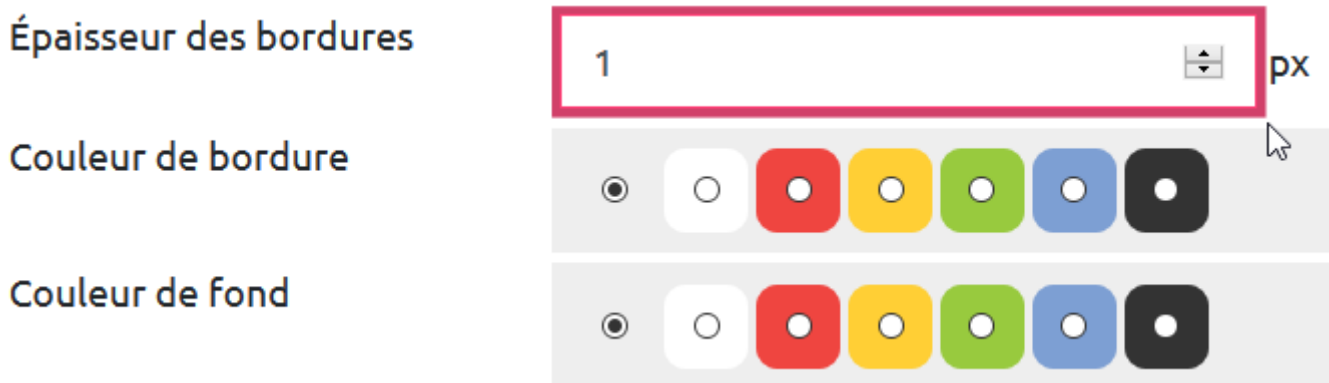 Épaisseur des bordures
1 px
Couleur de bordure
Couleur de fond